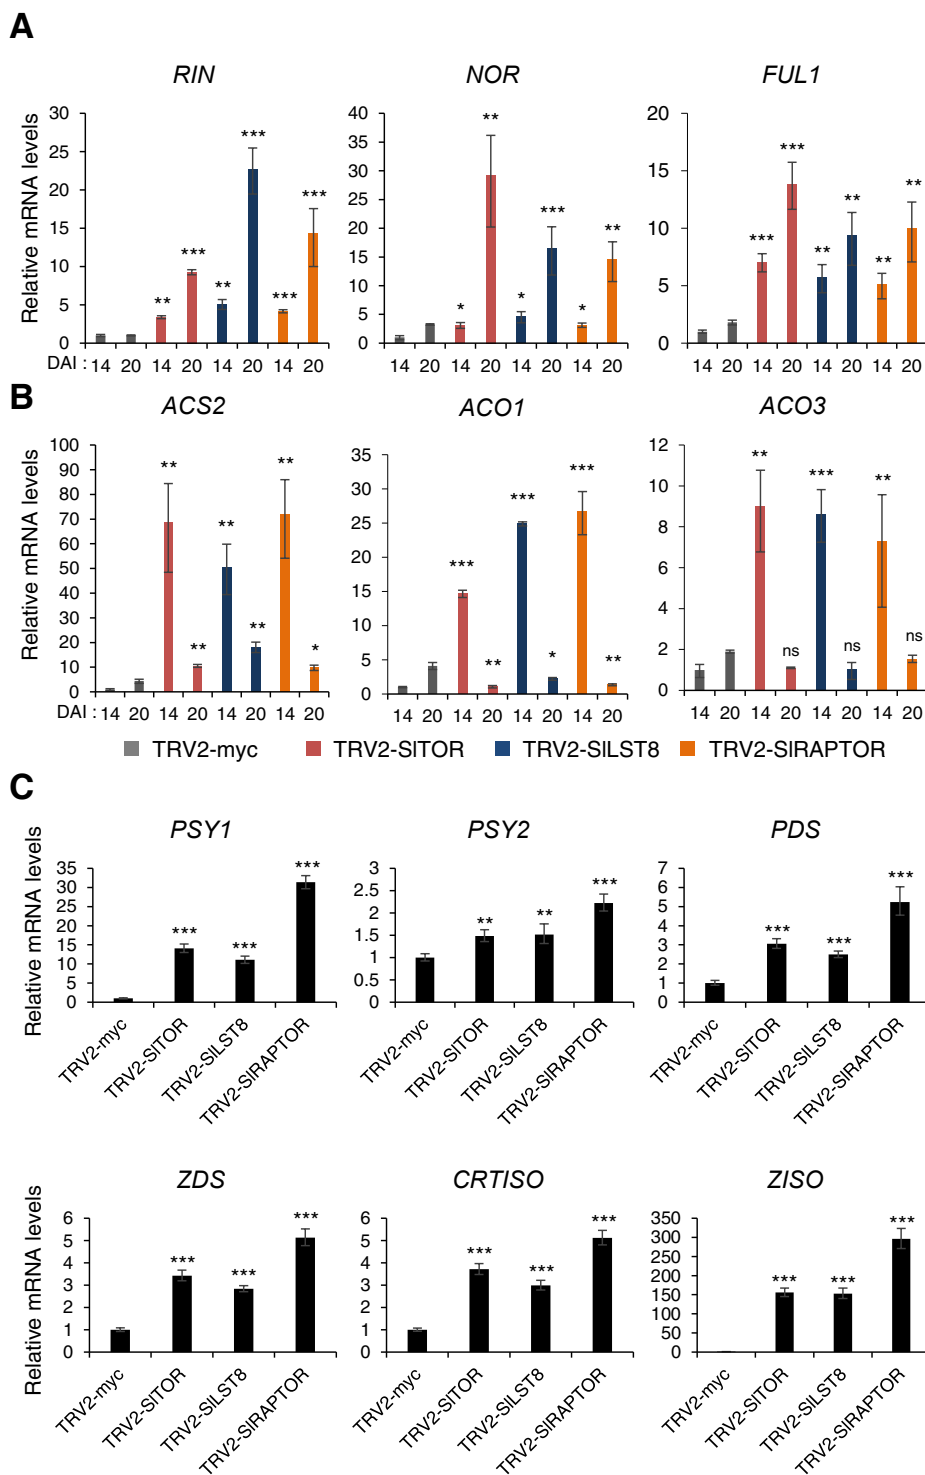 A
RIN NOR FUL1
Relative mRNA levels
30
25
20
15
10
5
0
** *** ** *** *** ***
DAI : 14 20 14 20 14 20 14 20
40
35
30
25
20
15
10
5
0
* ** * *** * **
14 20 14 20 14 20 14 20
20
15
10
5
0
*** *** ** ** ** **
14 20 14 20 14 20 14 20
B
ACS2 ACO1 ACO3
Relative mRNA levels
100
90
80
70
60
50
40
30
20
10
0
** ** ** ** ** *
DAI : 14 20 14 20 14 20 14 20
35
30
25
20
15
10
5
0
*** ** *** * *** **
14 20 14 20 14 20 14 20
12
10
8
6
4
2
0
** ns *** ns ** ns
14 20 14 20 14 20 14 20
TRV2-myc TRV2-SlTOR TRV2-SlLST8 TRV2-SlRAPTOR
C
PSY1 PSY2 PDS
Relative mRNA levels
35
30
25
20
15
10
5
0
*** *** ***
TRV2-myc TRV2-SlTOR TRV2-SlLST8 TRV2-SlRAPTOR
3
2.5
2
1.5
1
0.5
0
** ** ***
TRV2-myc TRV2-SlTOR TRV2-SlLST8 TRV2-SlRAPTOR
7
6
5
4
3
2
1
0
*** *** ***
TRV2-myc TRV2-SlTOR TRV2-SlLST8 TRV2-SlRAPTOR
ZDS CRTISO ZISO
Relative mRNA levels
6
5
4
3
2
1
0
*** *** ***
TRV2-myc TRV2-SlTOR TRV2-SlLST8 TRV2-SlRAPTOR
6
5
4
3
2
1
0
*** *** ***
TRV2-myc TRV2-SlTOR TRV2-SlLST8 TRV2-SlRAPTOR
350
300
250
200
150
100
50
0
*** *** ***
TRV2-myc TRV2-SlTOR TRV2-SlLST8 TRV2-SlRAPTOR